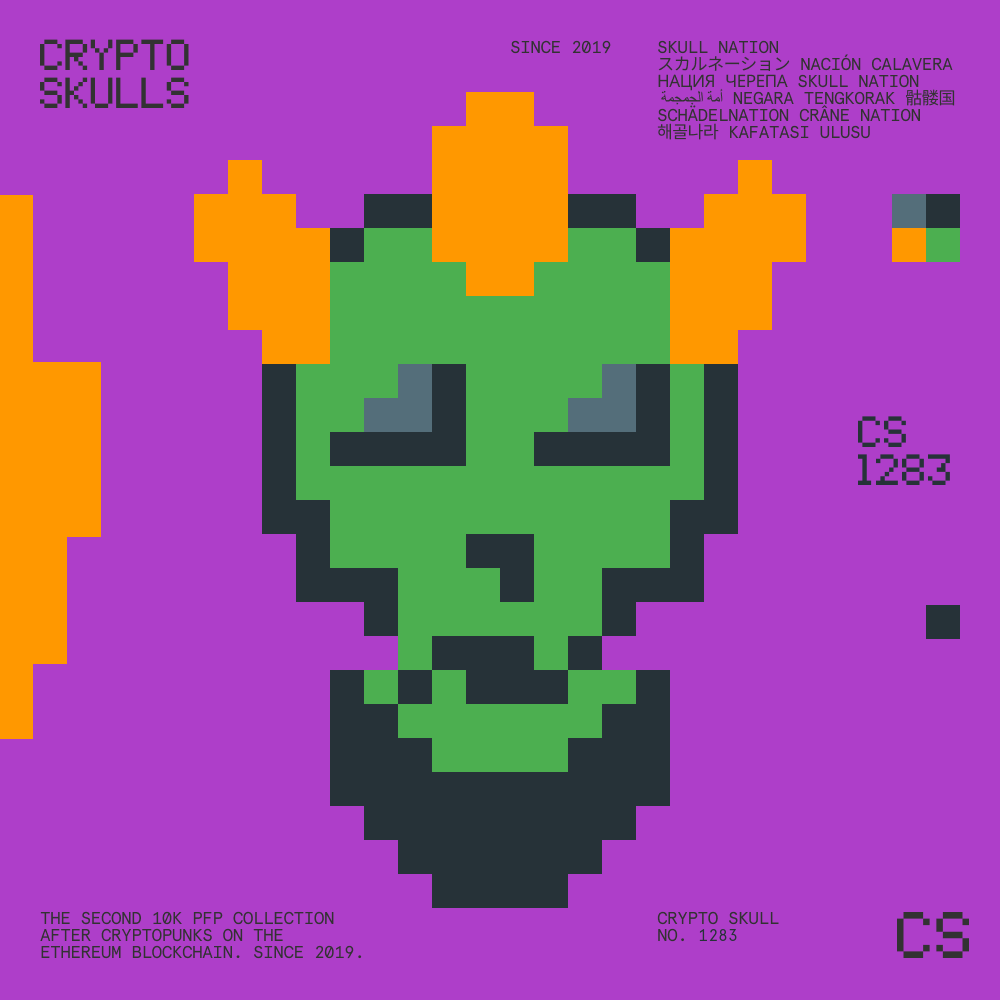 CRYPTO
SKULLS
SINCE 2019
SKULL NATION
スカルネーション NACIÓN CALAVERA
НАЦИЯ ЧЕРЕПА SKULL NATION
أمة الجمجمة NEGARA TENGKORAK 骷髅国
SCHÄDELNATION CRÂNE NATION
해골나라 KAFATASI ULUSU
CS
1283
THE SECOND 10K PFP COLLECTION
AFTER CRYPTOPUNKS ON THE
ETHEREUM BLOCKCHAIN. SINCE 2019.
CRYPTO SKULL
NO. 1283
CS